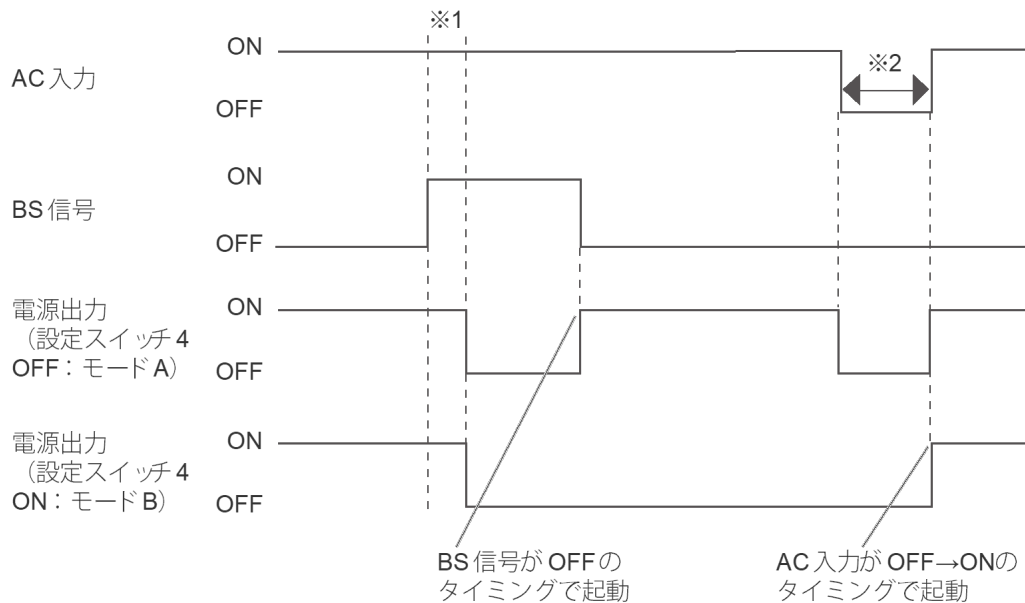 ※1
AC入力
ON
OFF
※2
BS信号
ON
OFF
電源出力
（設定スイッチ4
OFF：モードA）
ON
OFF
電源出力
（設定スイッチ4
ON：モードB）
ON
OFF
BS信号がOFFの
タイミングで起動
AC入力がOFF→ONの
タイミングで起動